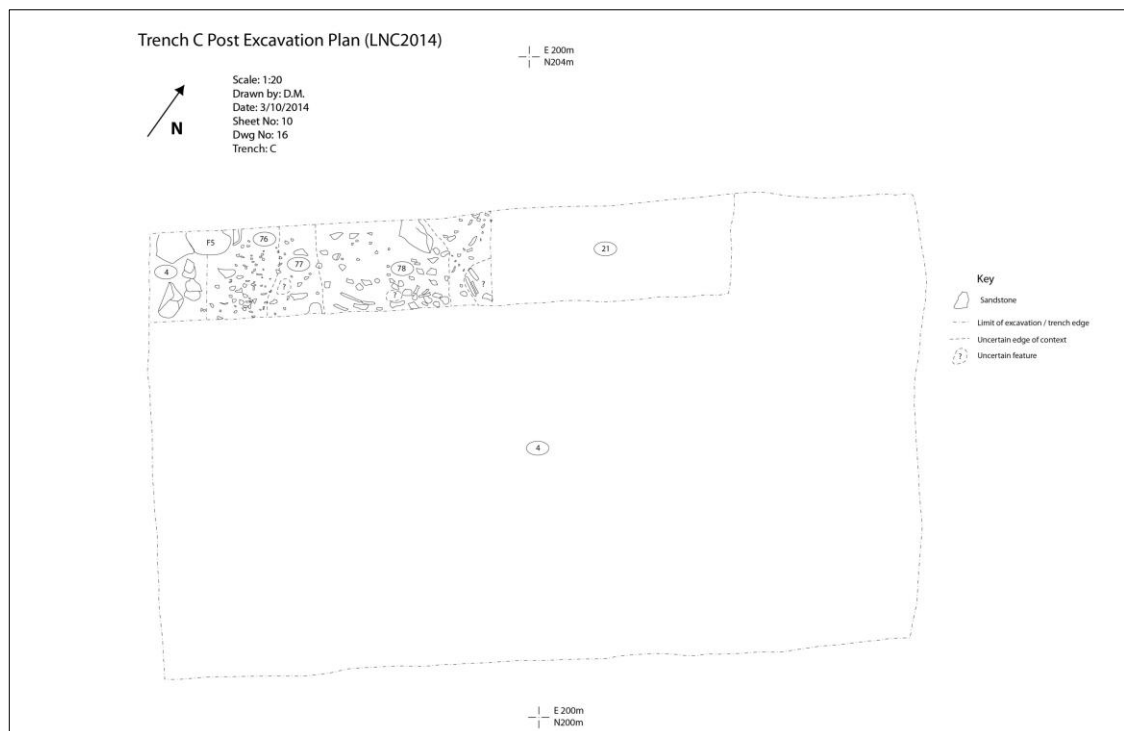 Trench C Post Excavation Plan (LNC2014)
E 200m
N204m
Scale: 1:20
Drawn by: D.M.
Date: 3/10/2014
Sheet No: 10
Dwg No: 16
Trench: C
N
F5
76
4
77
78
21
?
?
?
Key
Sandstone
Limit of excavation / trench edge
Uncertain edge of context
? Uncertain feature
4
E 200m
N200m